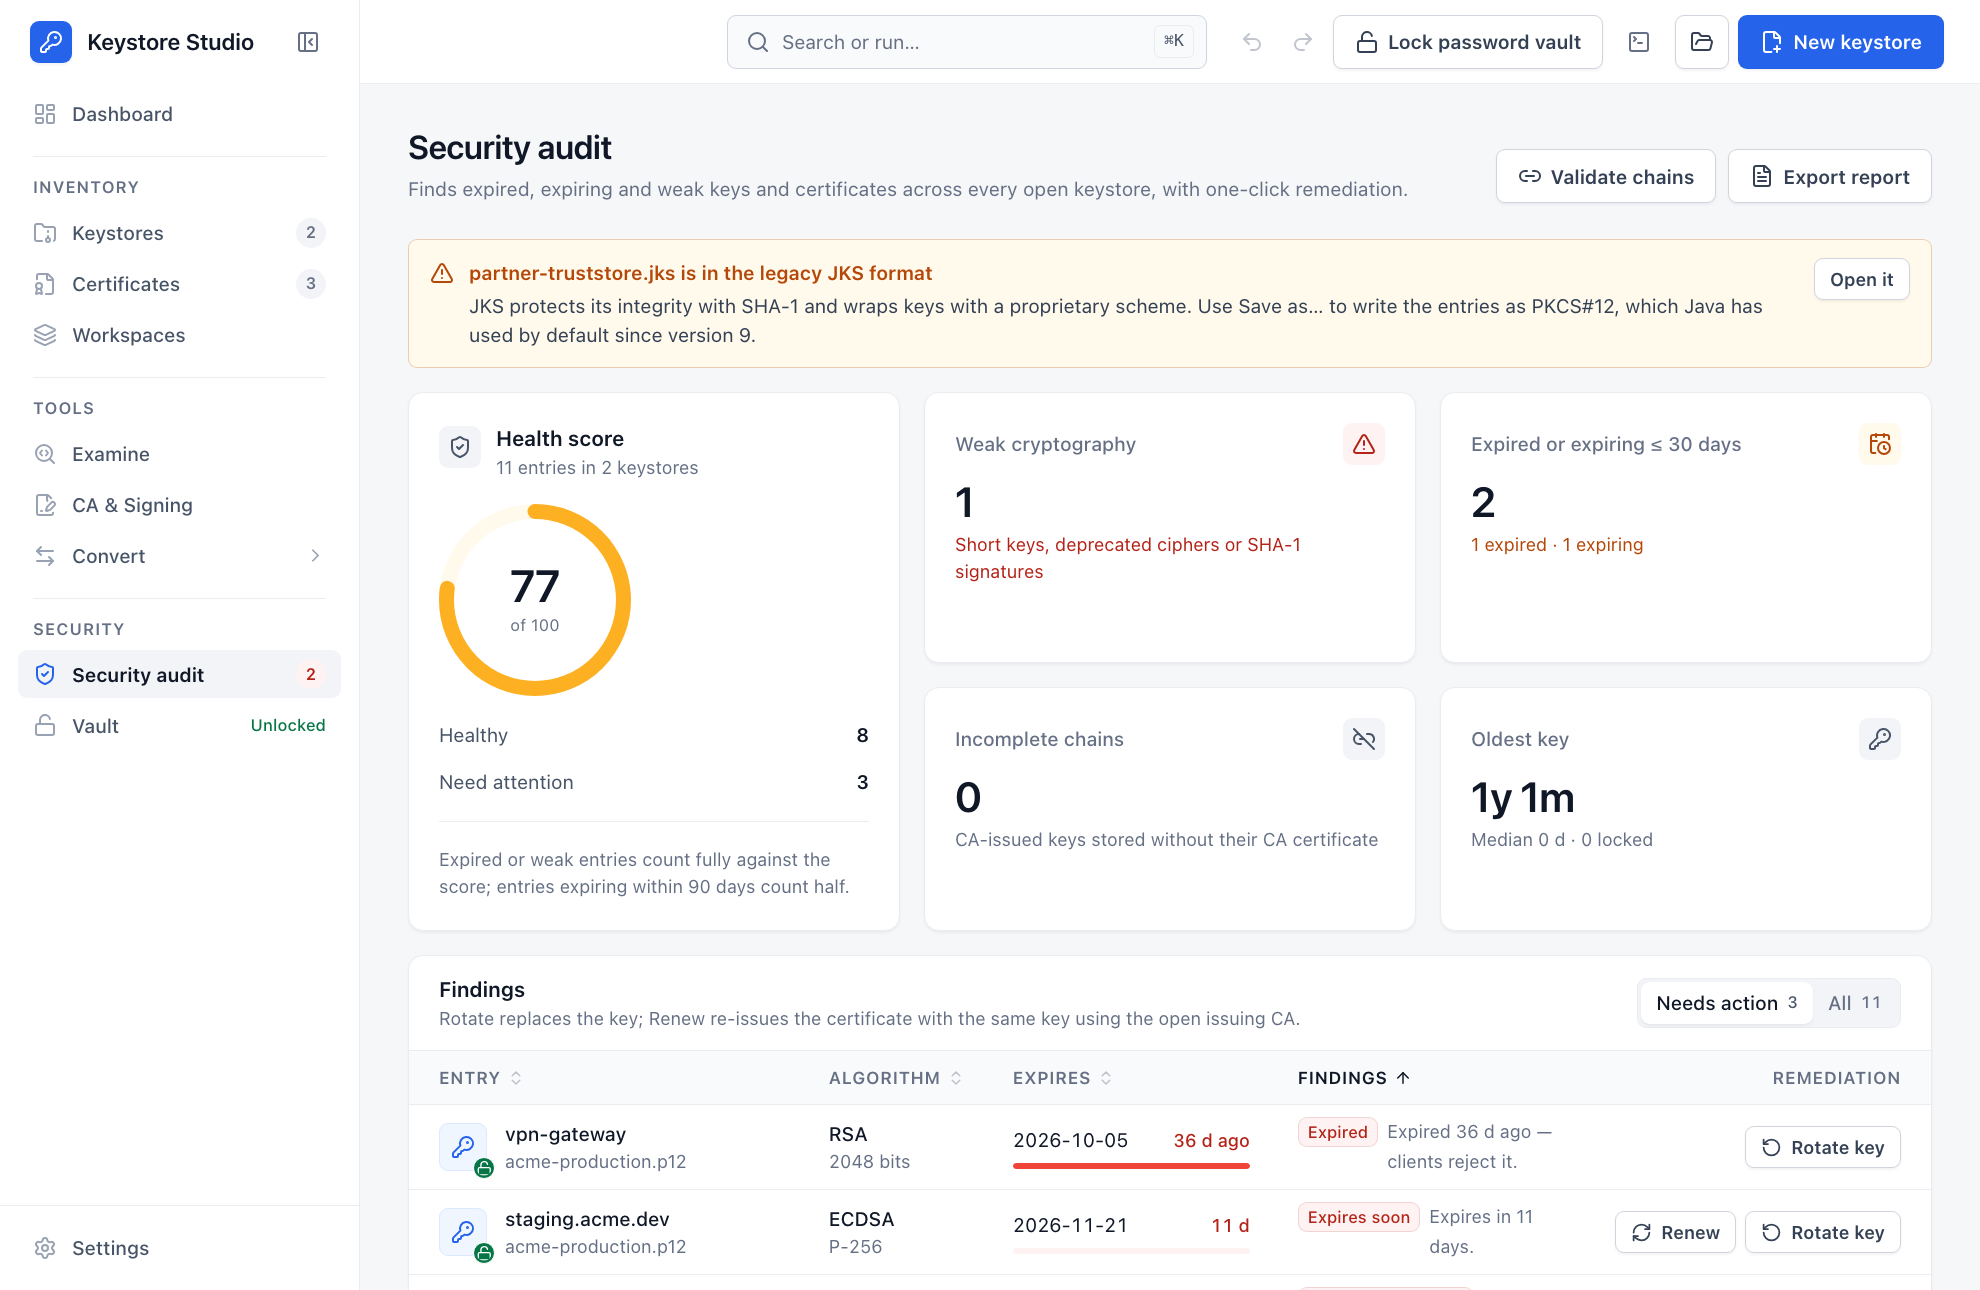 Keystore Studio
Search or run...
⌘K
Lock password vault
New keystore
Dashboard
INVENTORY
Keystores 2
Certificates 3
Workspaces
TOOLS
Examine
CA & Signing
Convert
SECURITY
Security audit 2
Vault Unlocked
Settings
Security audit
Finds expired, expiring and weak keys and certificates across every open keystore, with one-click remediation.
Validate chains
Export report
partner-truststore.jks is in the legacy JKS format
JKS protects its integrity with SHA-1 and wraps keys with a proprietary scheme. Use Save as... to write the entries as PKCS#12, which Java has
used by default since version 9.
Open it
Health score
11 entries in 2 keystores
77
of 100
Healthy 8
Need attention 3
Expired or weak entries count fully against the
score; entries expiring within 90 days count half.
Weak cryptography
1
Short keys, deprecated ciphers or SHA-1
signatures
Expired or expiring ≤ 30 days
2
1 expired · 1 expiring
Incomplete chains
0
CA-issued keys stored without their CA certificate
Oldest key
1y 1m
Median 0 d · 0 locked
Findings
Rotate replaces the key; Renew re-issues the certificate with the same key using the open issuing CA.
Needs action 3
All 11
ENTRY ALGORITHM EXPIRES FINDINGS REMEDIATION
vpn-gateway
acme-production.p12
RSA
2048 bits
2026-10-05 36 d ago
Expired
Expired 36 d ago —
clients reject it.
Rotate key
staging.acme.dev
acme-production.p12
ECDSA
P-256
2026-11-21 11 d
Expires soon
Expires in 11
days.
Renew
Rotate key